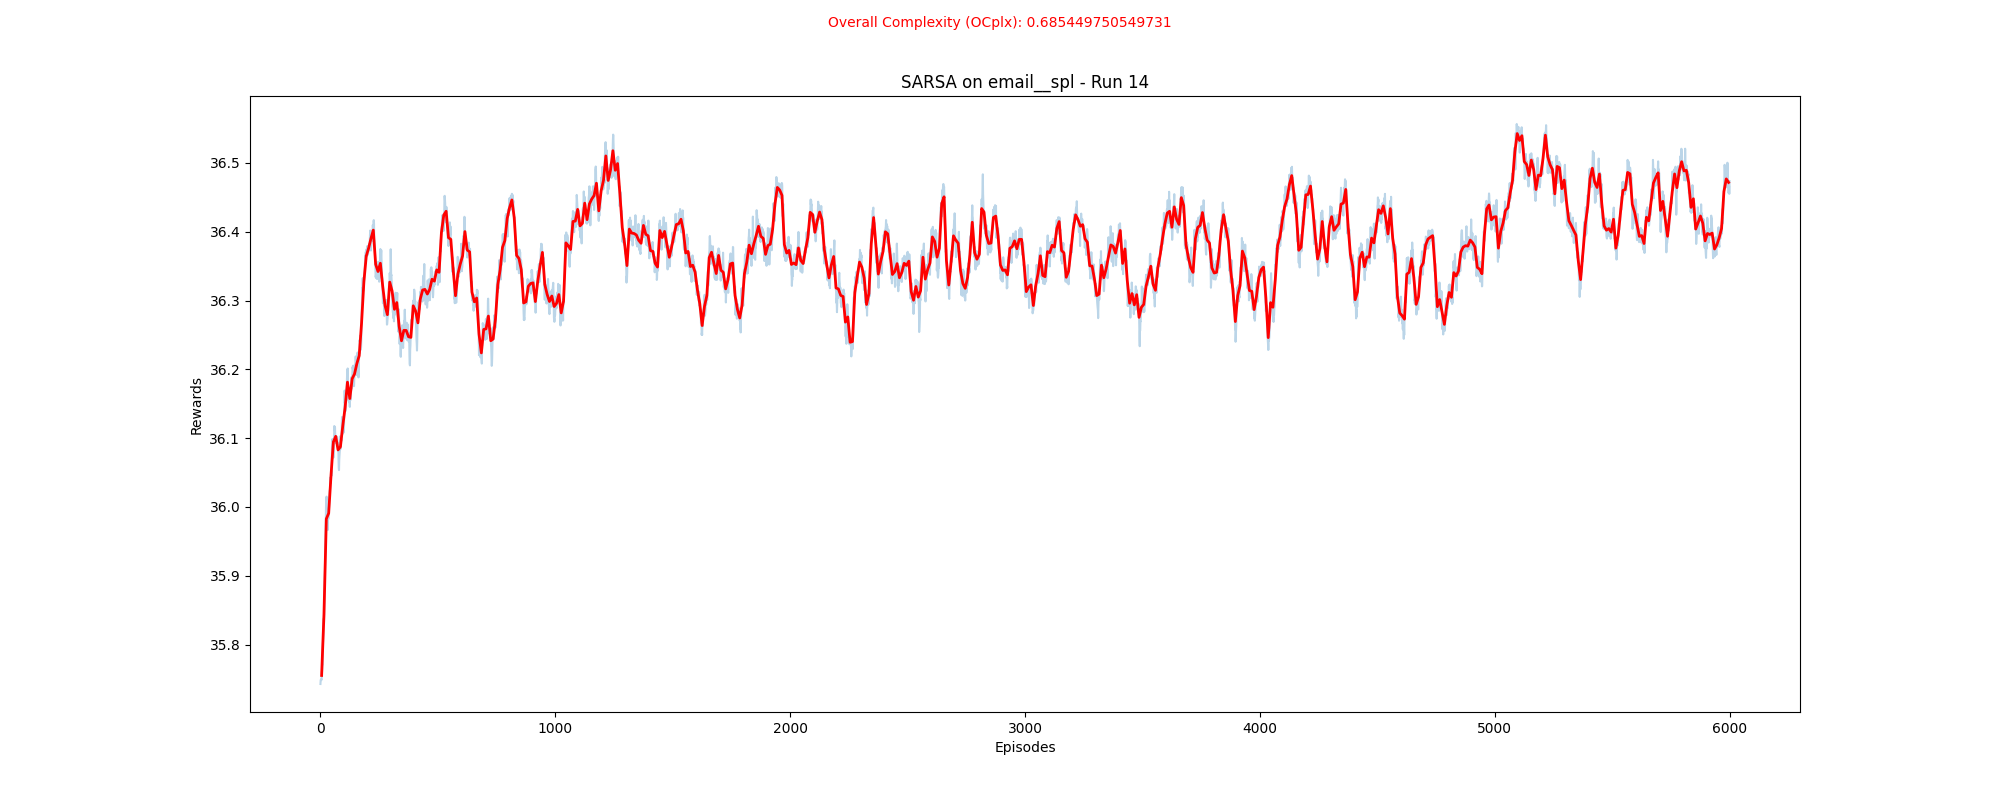 Overall Complexity (OCplx): 0.685449750549731
SARSA on email__spl - Run 14
Rewards
36.5
36.4
36.3
36.2
36.1
36.0
35.9
35.8
0 1000 2000 3000 4000 5000 6000
Episodes